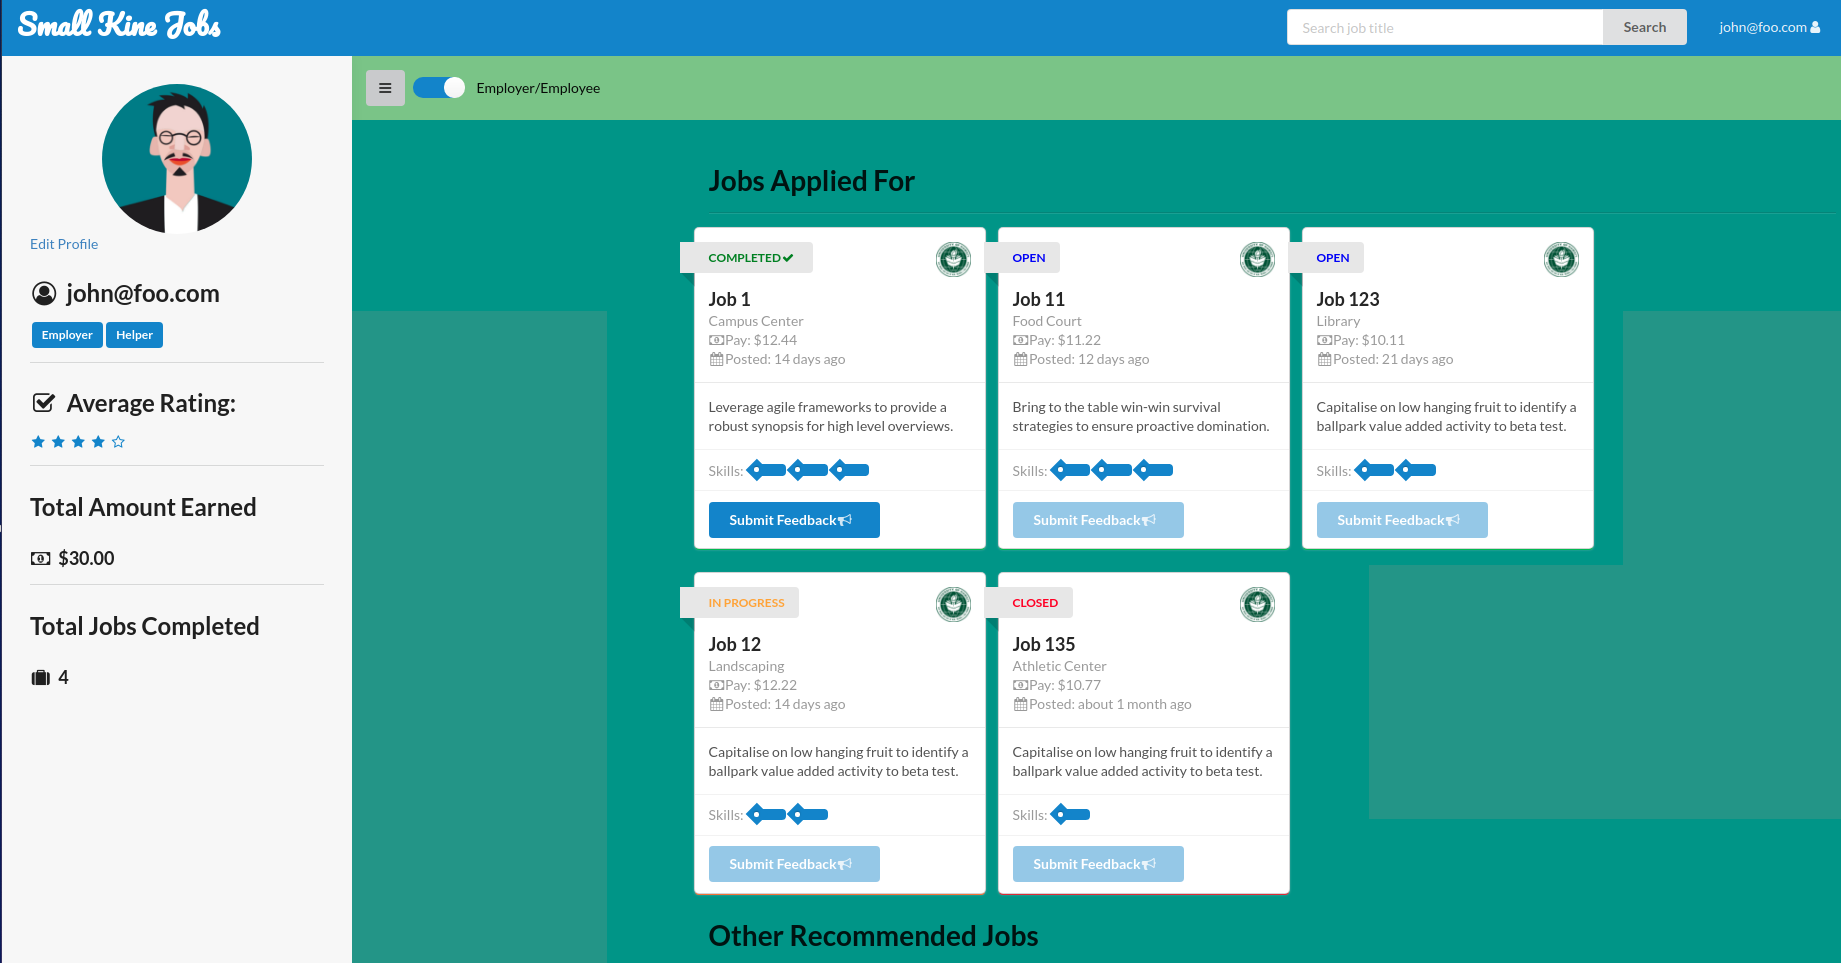 Small Kine Jobs
Search job title
Search
john@foo.com
Employer/Employee
Edit Profile
john@foo.com
Employer
Helper
Average Rating:
Total Amount Earned
$30.00
Total Jobs Completed
4
Jobs Applied For
COMPLETED
Job 1
Campus Center
Pay: $12.44
Posted: 14 days ago
Leverage agile frameworks to provide a
robust synopsis for high level overviews.
Skills:
Submit Feedback
OPEN
Job 11
Food Court
Pay: $11.22
Posted: 12 days ago
Bring to the table win-win survival
strategies to ensure proactive domination.
Skills:
Submit Feedback
OPEN
Job 123
Library
Pay: $10.11
Posted: 21 days ago
Capitalise on low hanging fruit to identify a
ballpark value added activity to beta test.
Skills:
Submit Feedback
IN PROGRESS
Job 12
Landscaping
Pay: $12.22
Posted: 14 days ago
Capitalise on low hanging fruit to identify a
ballpark value added activity to beta test.
Skills:
Submit Feedback
CLOSED
Job 135
Athletic Center
Pay: $10.77
Posted: about 1 month ago
Capitalise on low hanging fruit to identify a
ballpark value added activity to beta test.
Skills:
Submit Feedback
Other Recommended Jobs